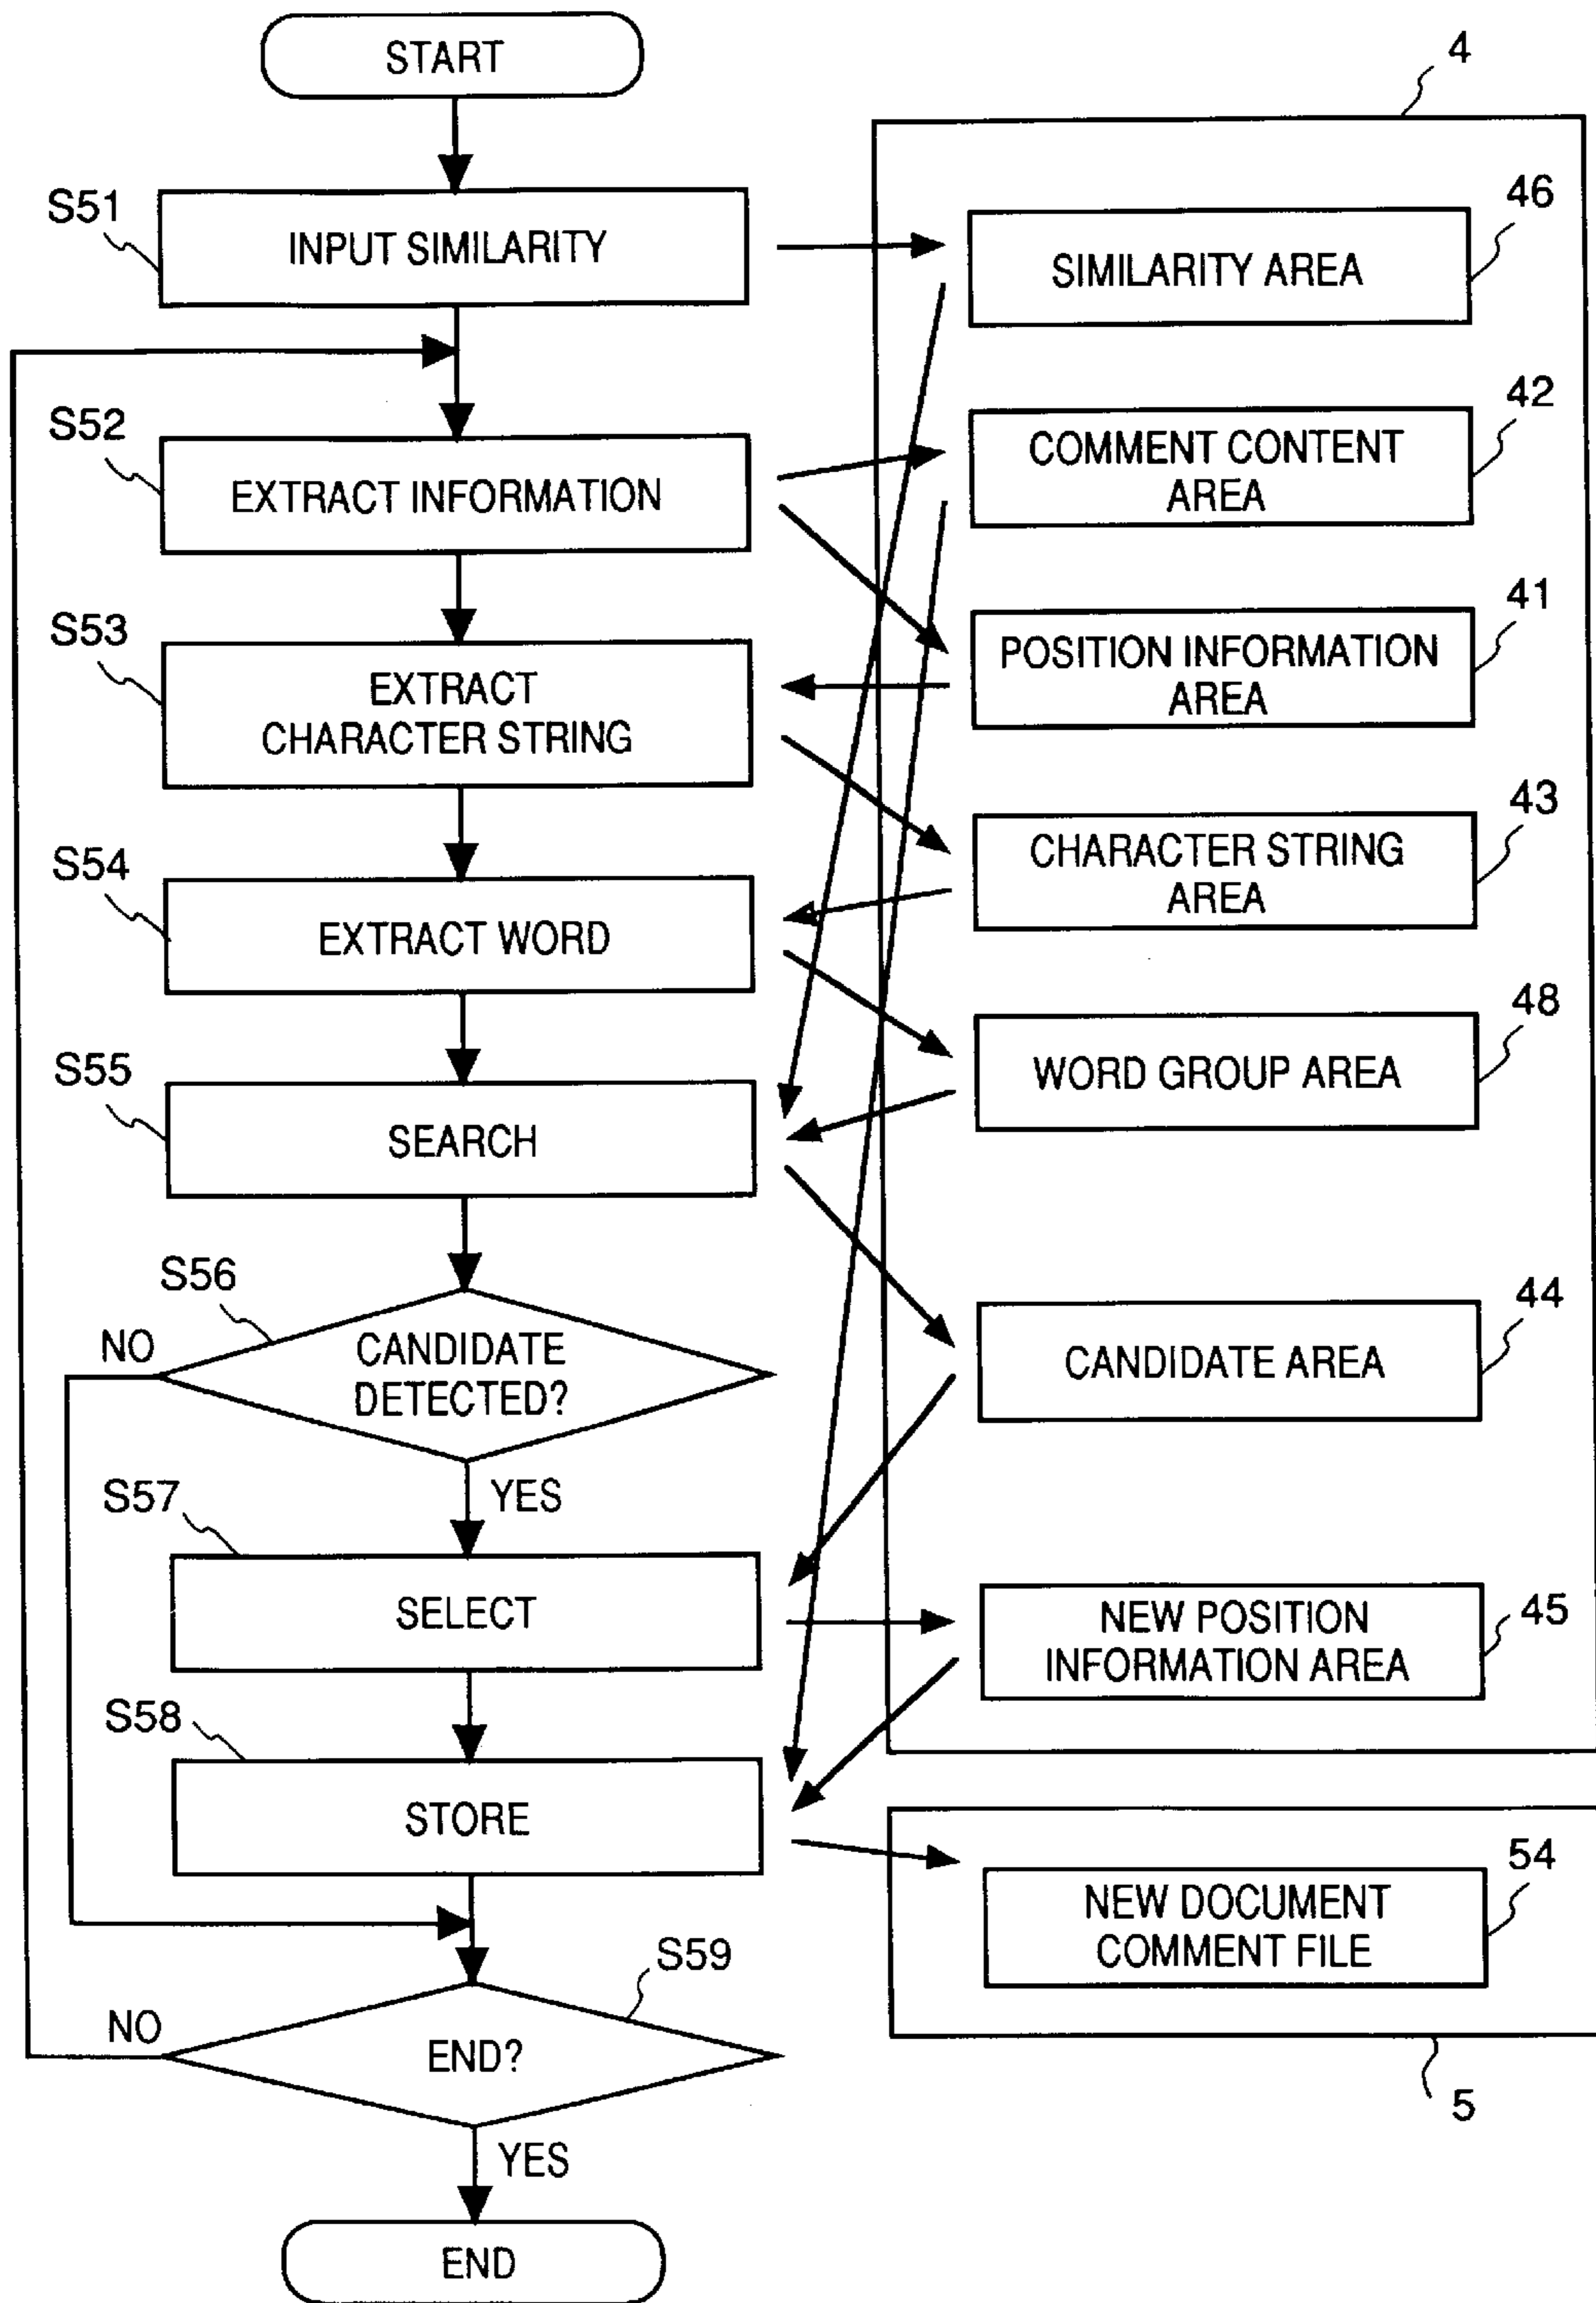 START
4
S51
INPUT SIMILARITY
46
SIMILARITY AREA
S52
EXTRACT INFORMATION
42
COMMENT CONTENT
AREA
S53
EXTRACT
CHARACTER STRING
41
POSITION INFORMATION
AREA
43
CHARACTER STRING
AREA
S54
EXTRACT WORD
48
WORD GROUP AREA
S55
SEARCH
S56
NO
CANDIDATE
DETECTED?
44
CANDIDATE AREA
YES
S57
SELECT
45
NEW POSITION
INFORMATION AREA
S58
STORE
54
NEW DOCUMENT
COMMENT FILE
S59
NO
END?
5
YES
END